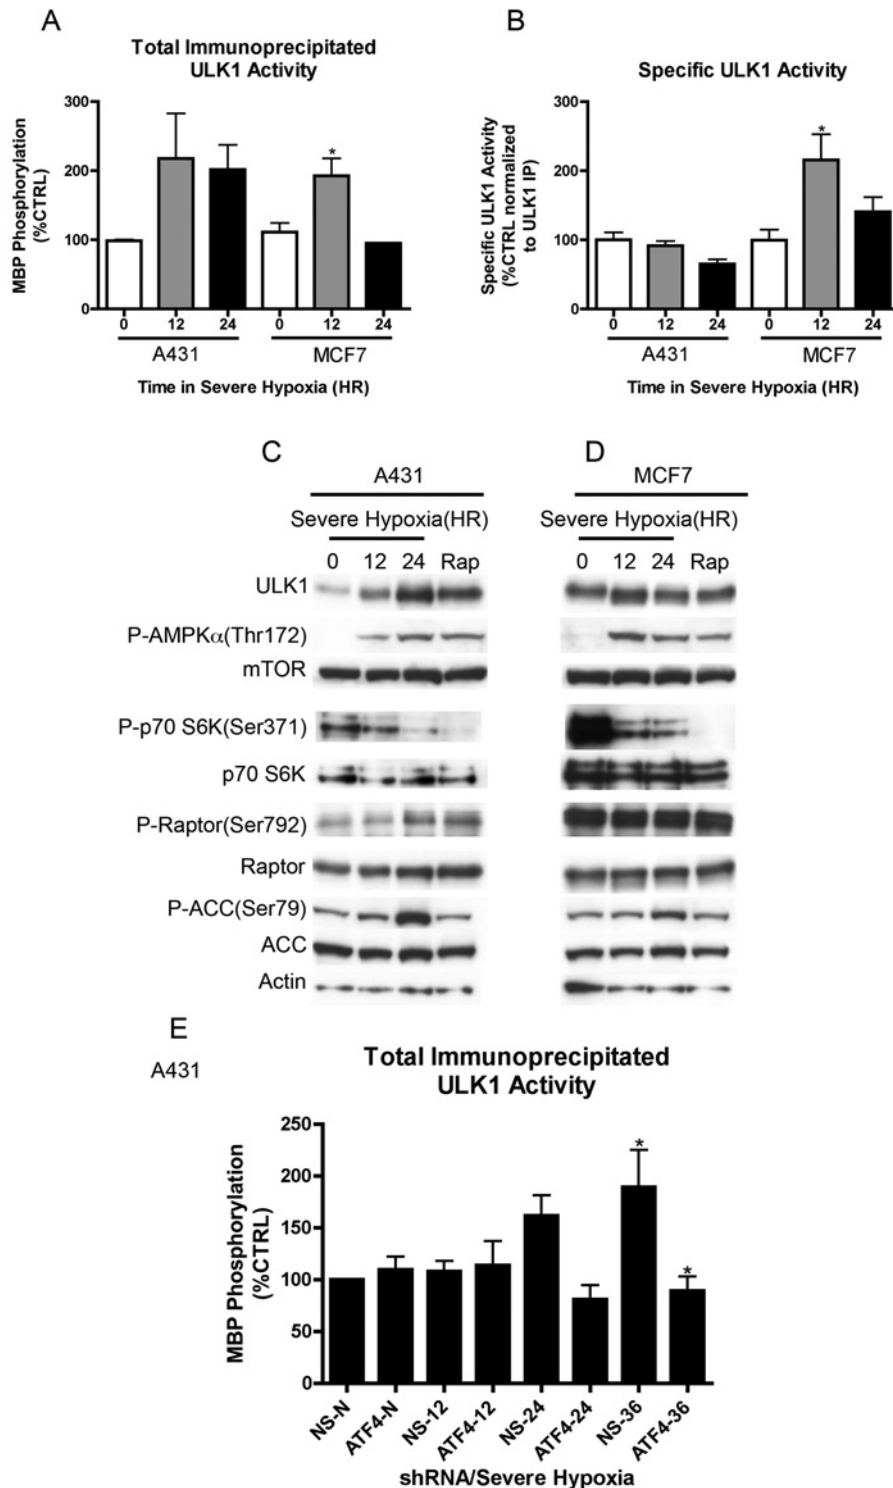 A
Total Immunoprecipitated
ULK1 Activity
MBP Phosphorylation
(%CTRL)
300
200
100
0
0 12 24 0 12 24
A431 MCF7
Time in Severe Hypoxia (HR)
B
Specific ULK1 Activity
Specific ULK1 Activity
(%CTRL normalized
to ULK1 IP)
300
200
100
0
0 12 24 0 12 24
A431 MCF7
Time in Severe Hypoxia (HR)
*
*
C
A431
Severe Hypoxia(HR)
0 12 24 Rap
D
MCF7
Severe Hypoxia(HR)
0 12 24 Rap
ULK1
P-AMPKα(Thr172)
mTOR
P-p70 S6K(Ser371)
p70 S6K
P-Raptor(Ser792)
Raptor
P-ACC(Ser79)
ACC
Actin
E
A431
Total Immunoprecipitated
ULK1 Activity
MBP Phosphorylation
(%CTRL)
250
200
150
100
50
0
*
*
NS-N
ATF4-N
NS-12
ATF4-12
NS-24
ATF4-24
NS-36
ATF4-36
shRNA/Severe Hypoxia